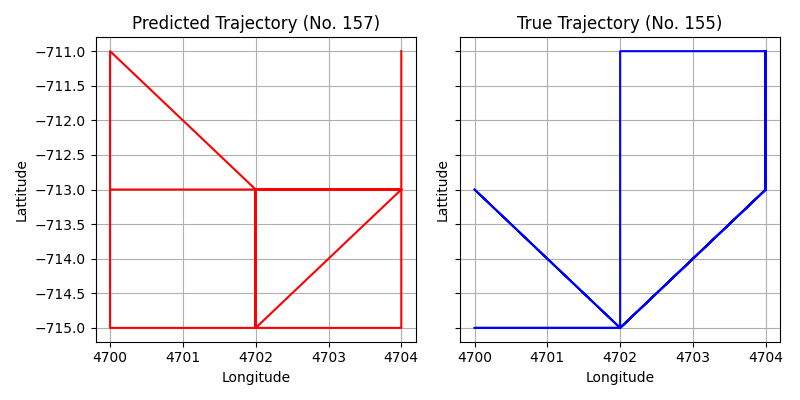 Predicted Trajectory (No. 157)
True Trajectory (No. 155)
−711.0
−711.5
−712.0
−712.5
−713.0
−713.5
−714.0
−714.5
−715.0
Lattitude
Lattitude
4700 4701 4702 4703 4704
4700 4701 4702 4703 4704
Longitude
Longitude